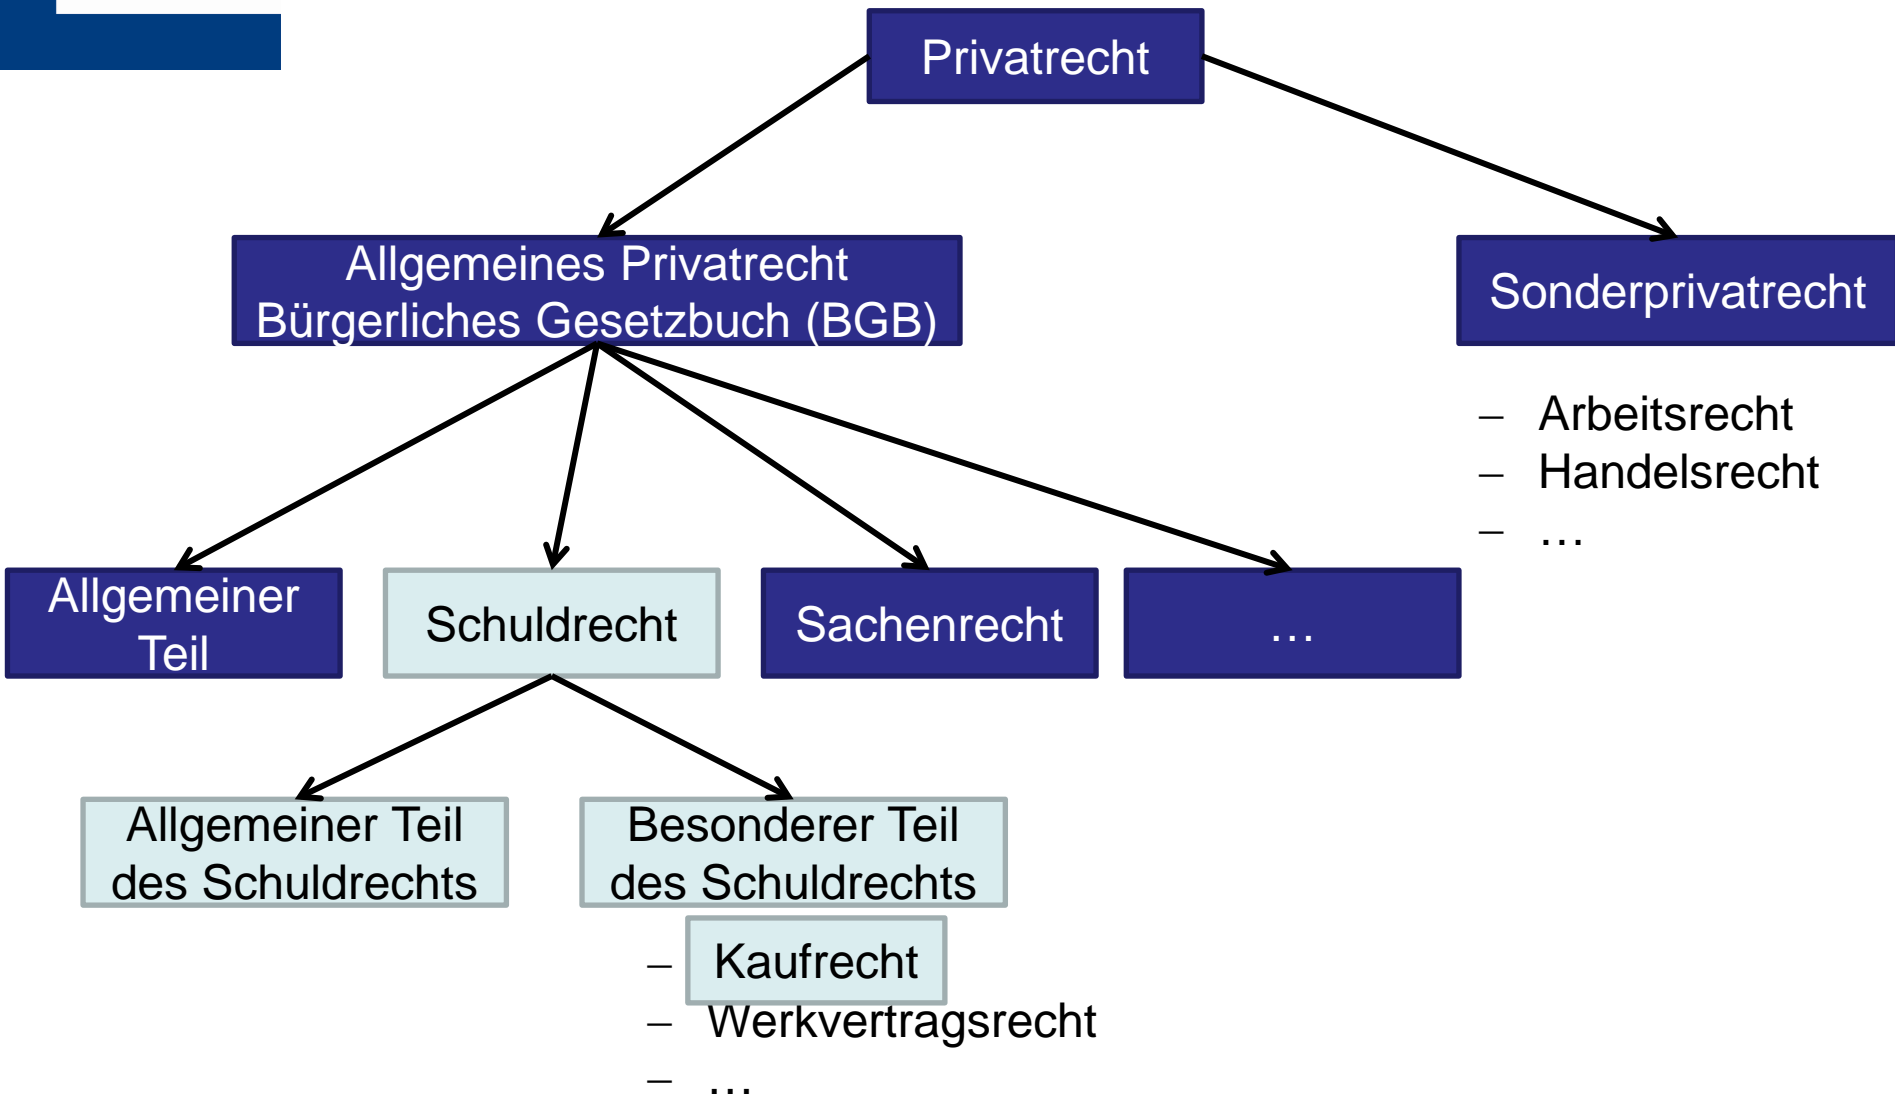 Privatrecht
Allgemeines Privatrecht
Bürgerliches Gesetzbuch (BGB)
Sonderprivatrecht
– Arbeitsrecht
– Handelsrecht
– …
Allgemeiner
Teil
Schuldrecht
Sachenrecht
…
Allgemeiner Teil
des Schuldrechts
Besonderer Teil
des Schuldrechts
– Kaufrecht
– Werkvertragsrecht
– …